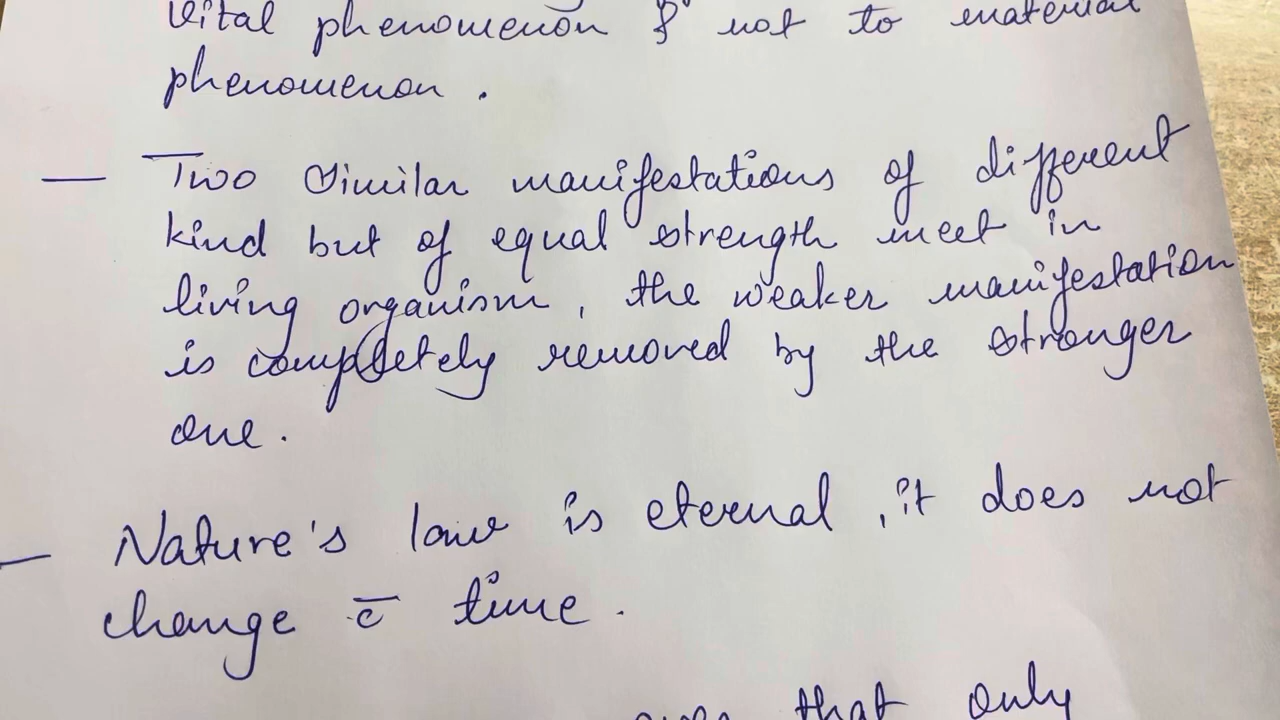 vital phenomenon & not to material
phenomenon.
— Two Similar manifestations of different
kind but of equal strength meet in
living organism, the weaker manifestation
is completely removed by the stronger
one.
— Nature's law is eternal, it does not
change c̄ time.
that only